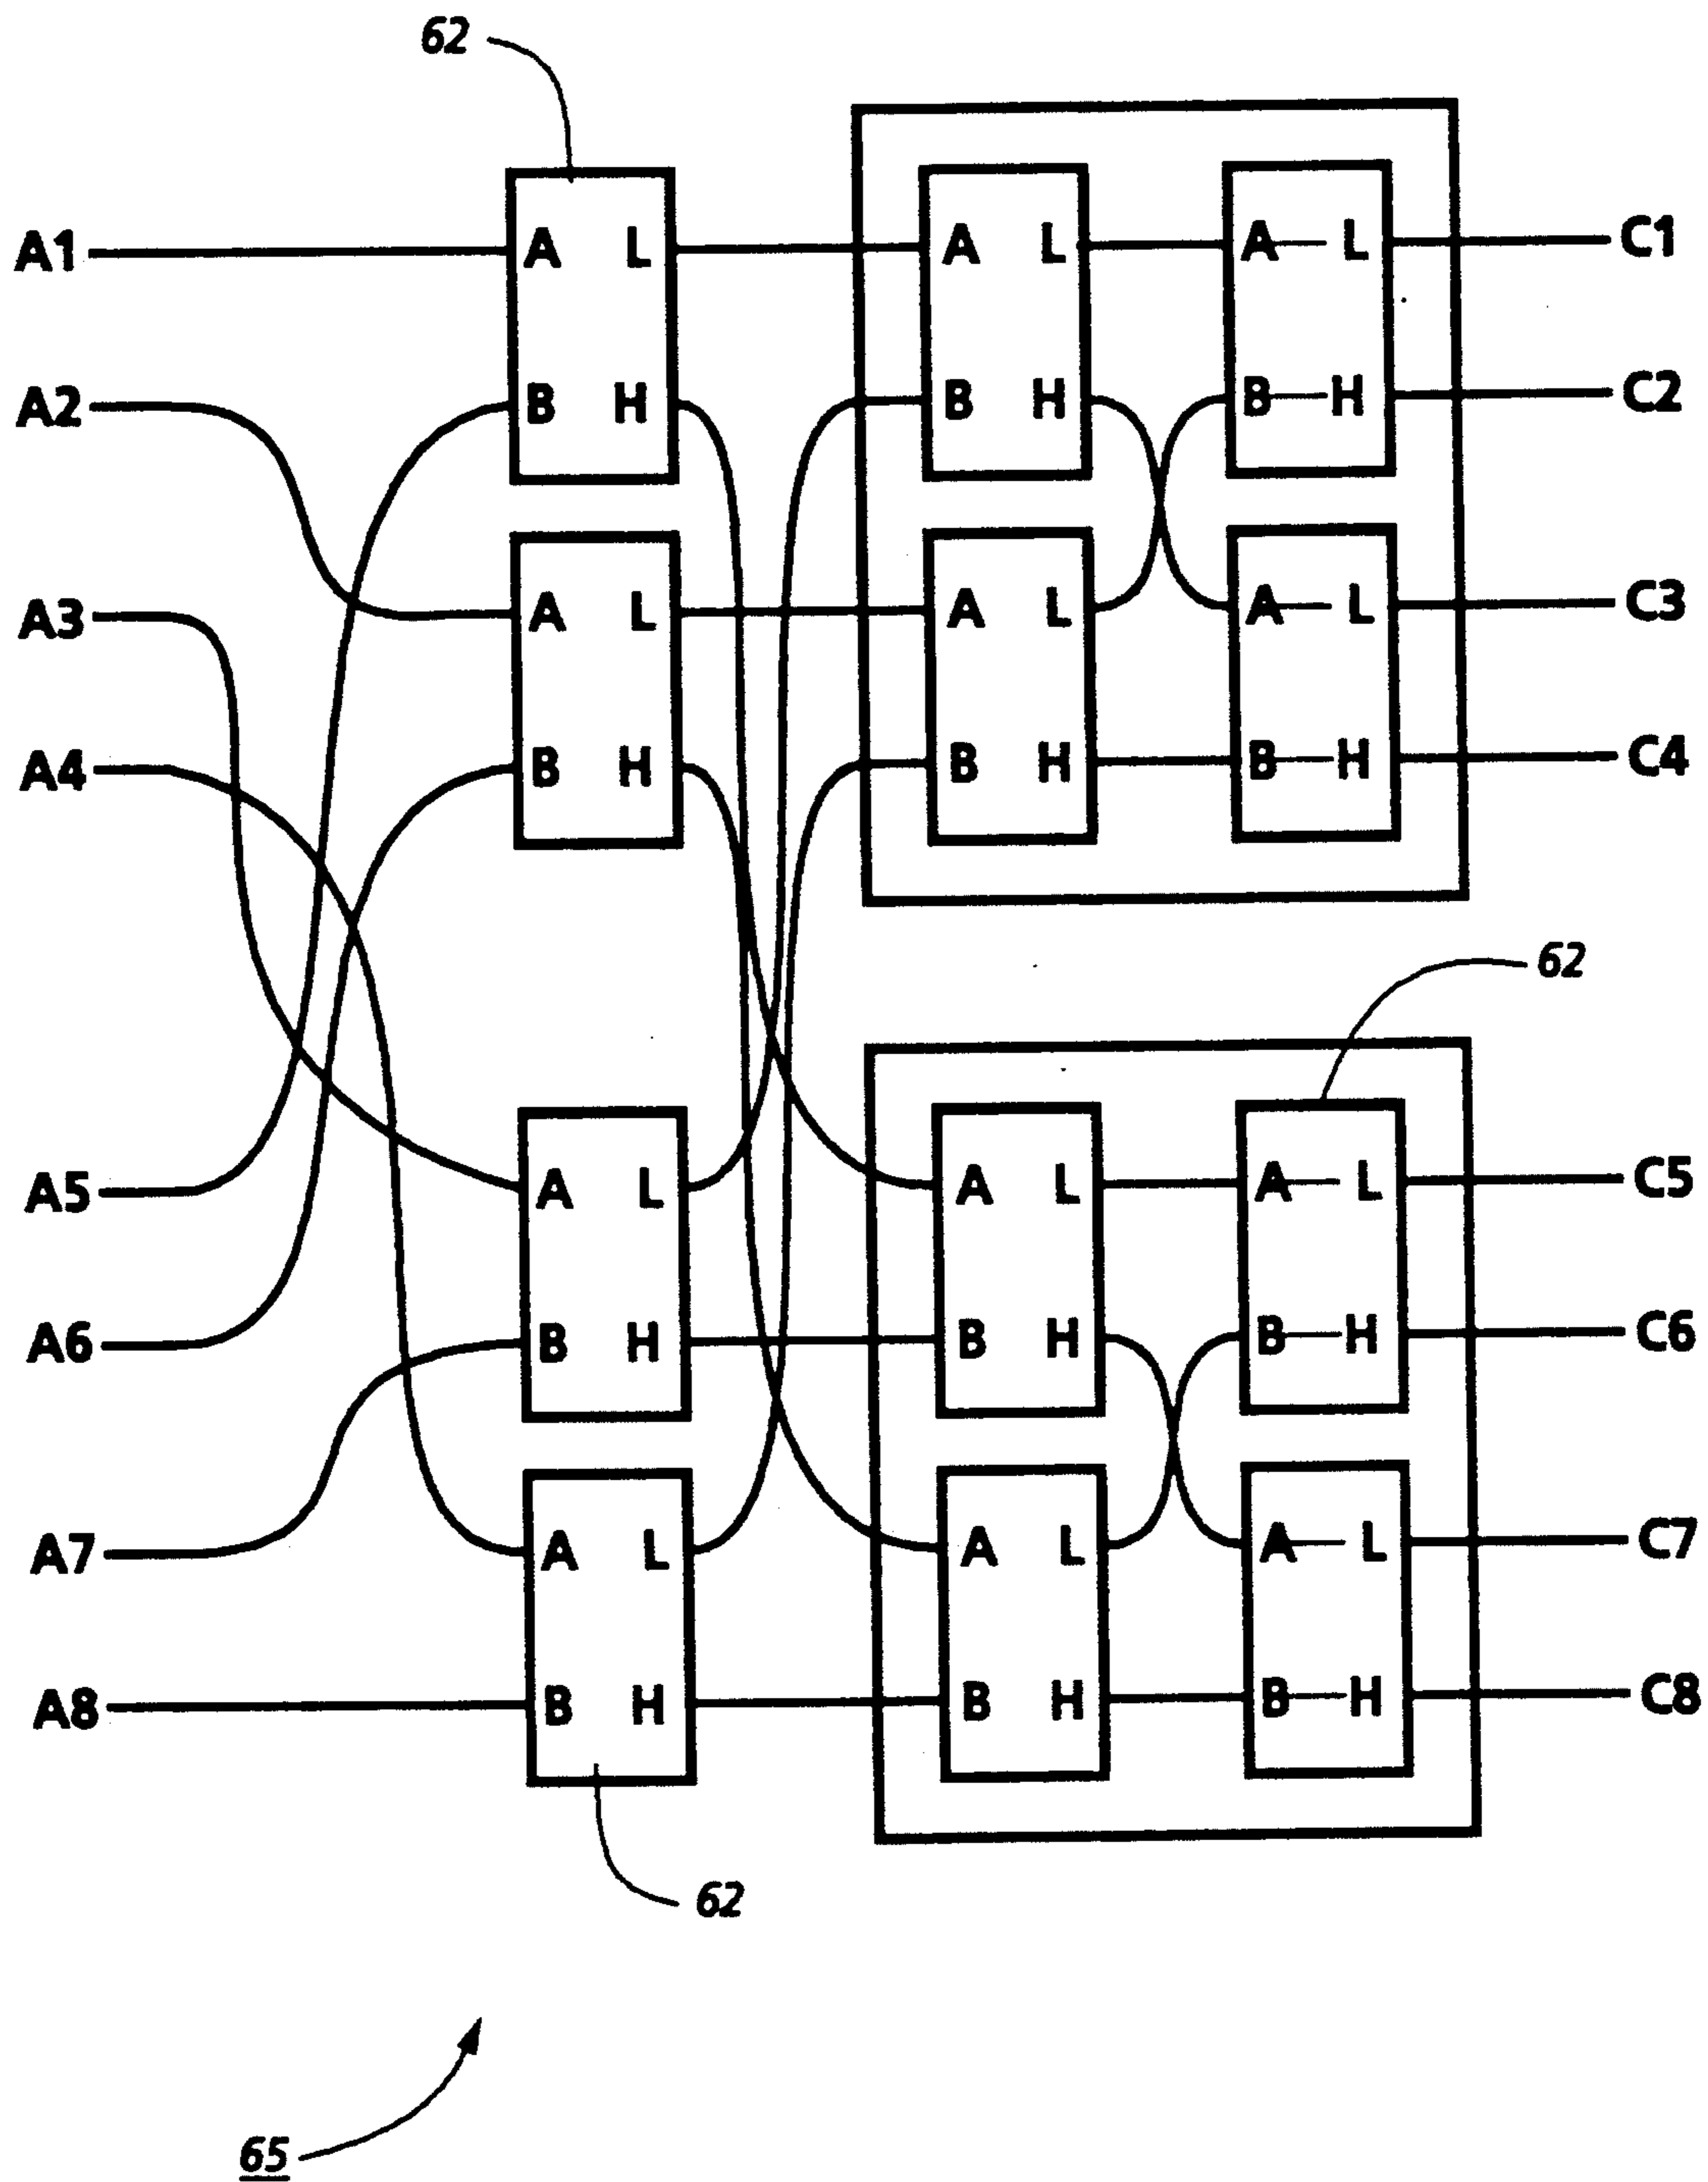 62
A1 A L A L A L C1
A2 B H B H B H C2
A3 A L A L A L C3
A4 B H B H B H C4
62
A5 A L A L A L C5
A6 B H B H B H C6
A7 A L A L A L C7
A8 B H B H B H C8
62
65